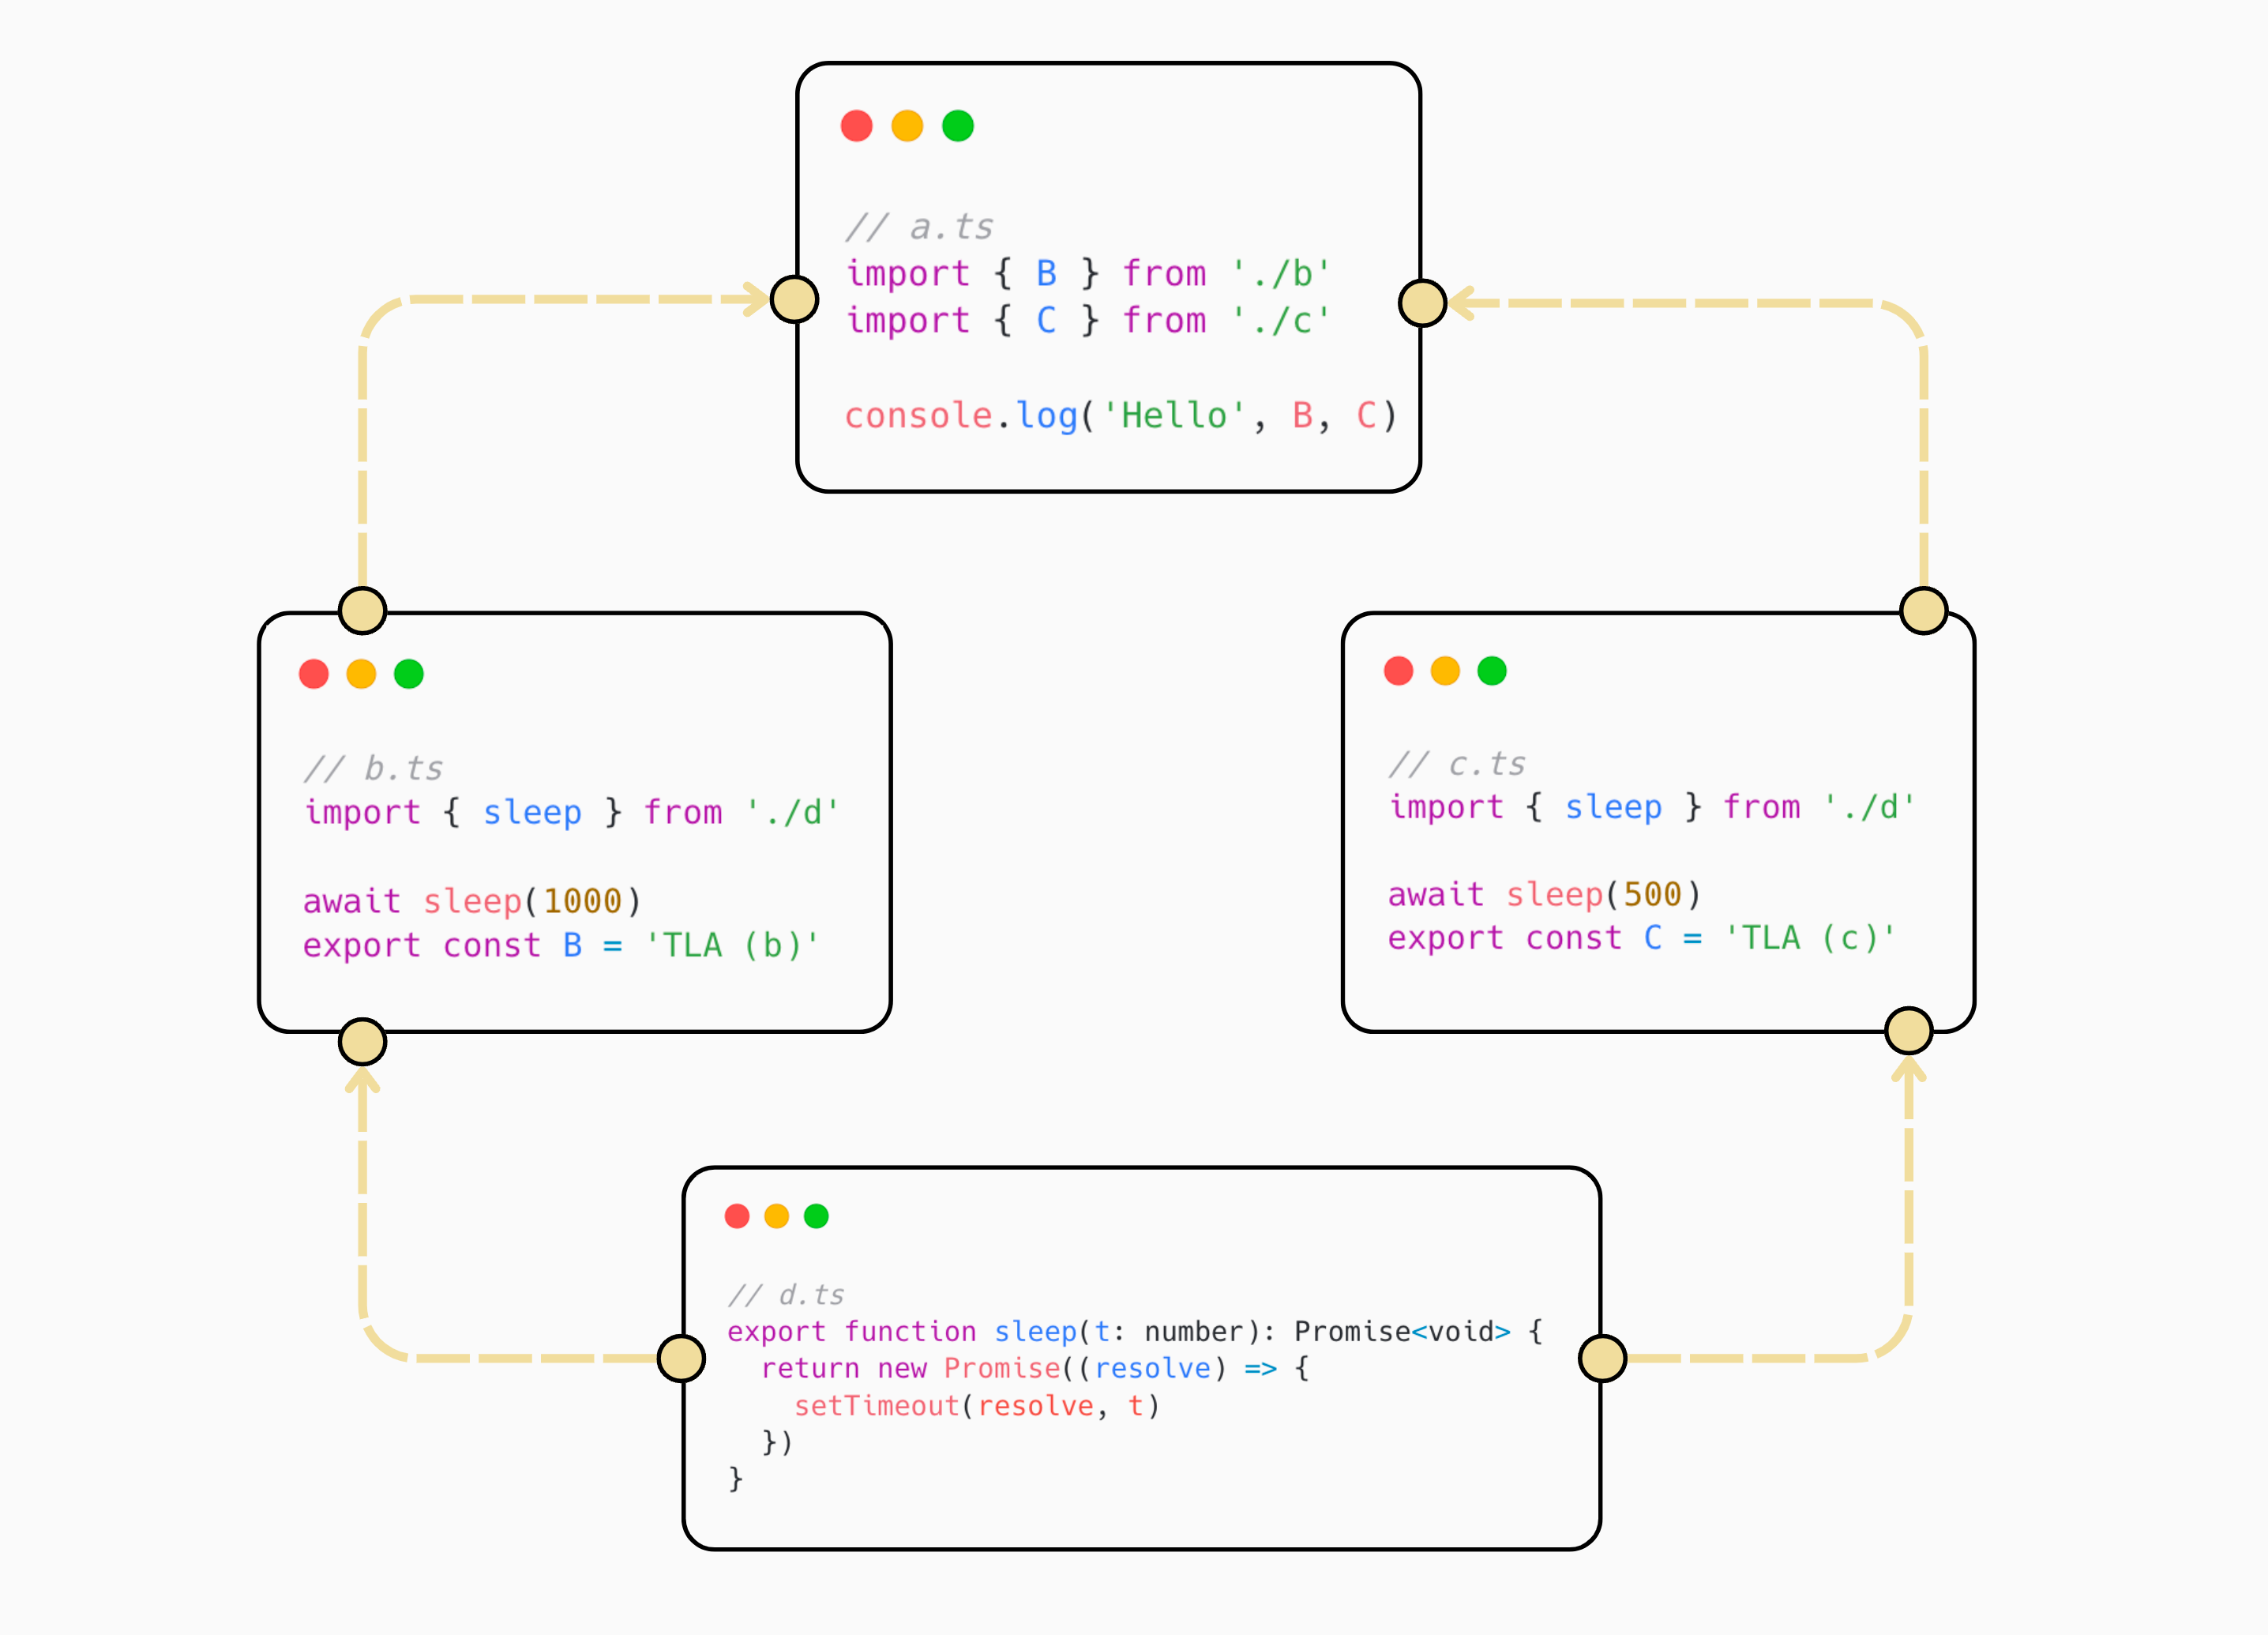 // a.ts
import { B } from './b'
import { C } from './c'
console.log('Hello', B, C)
// b.ts
import { sleep } from './d'
await sleep(1000)
export const B = 'TLA (b)'
// c.ts
import { sleep } from './d'
await sleep(500)
export const C = 'TLA (c)'
// d.ts
export function sleep(t: number): Promise<void> {
  return new Promise((resolve) => {
    setTimeout(resolve, t)
  })
}